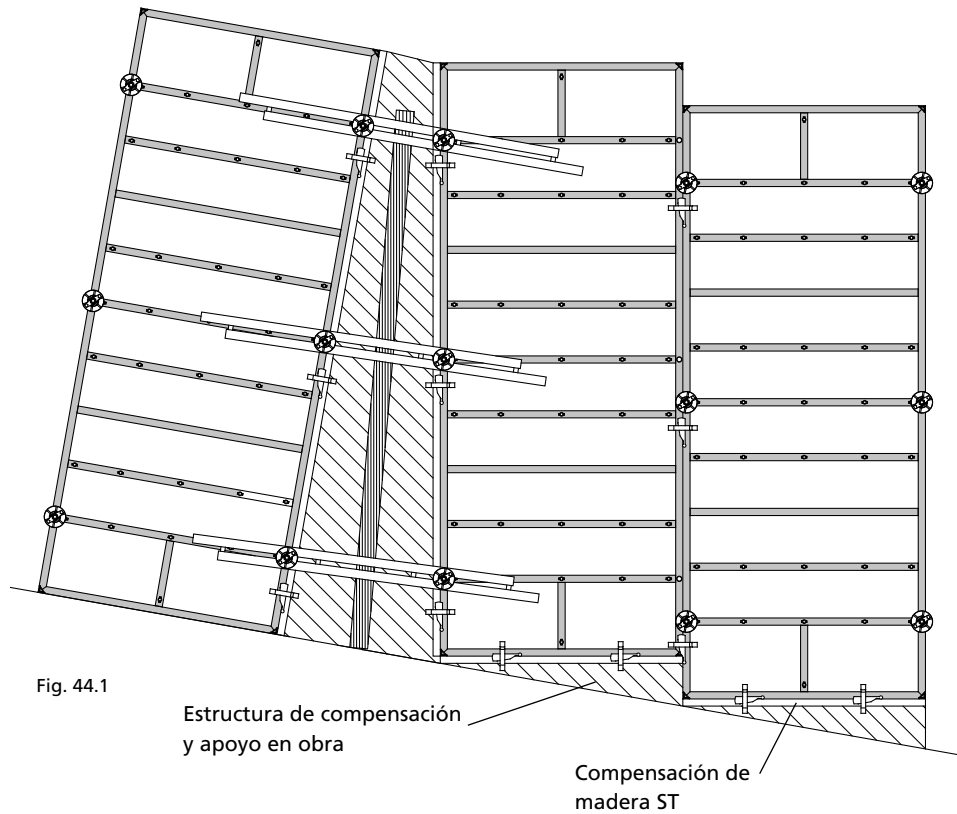 Fig. 44.1
Estructura de compensación
y apoyo en obra
Compensación de
madera ST